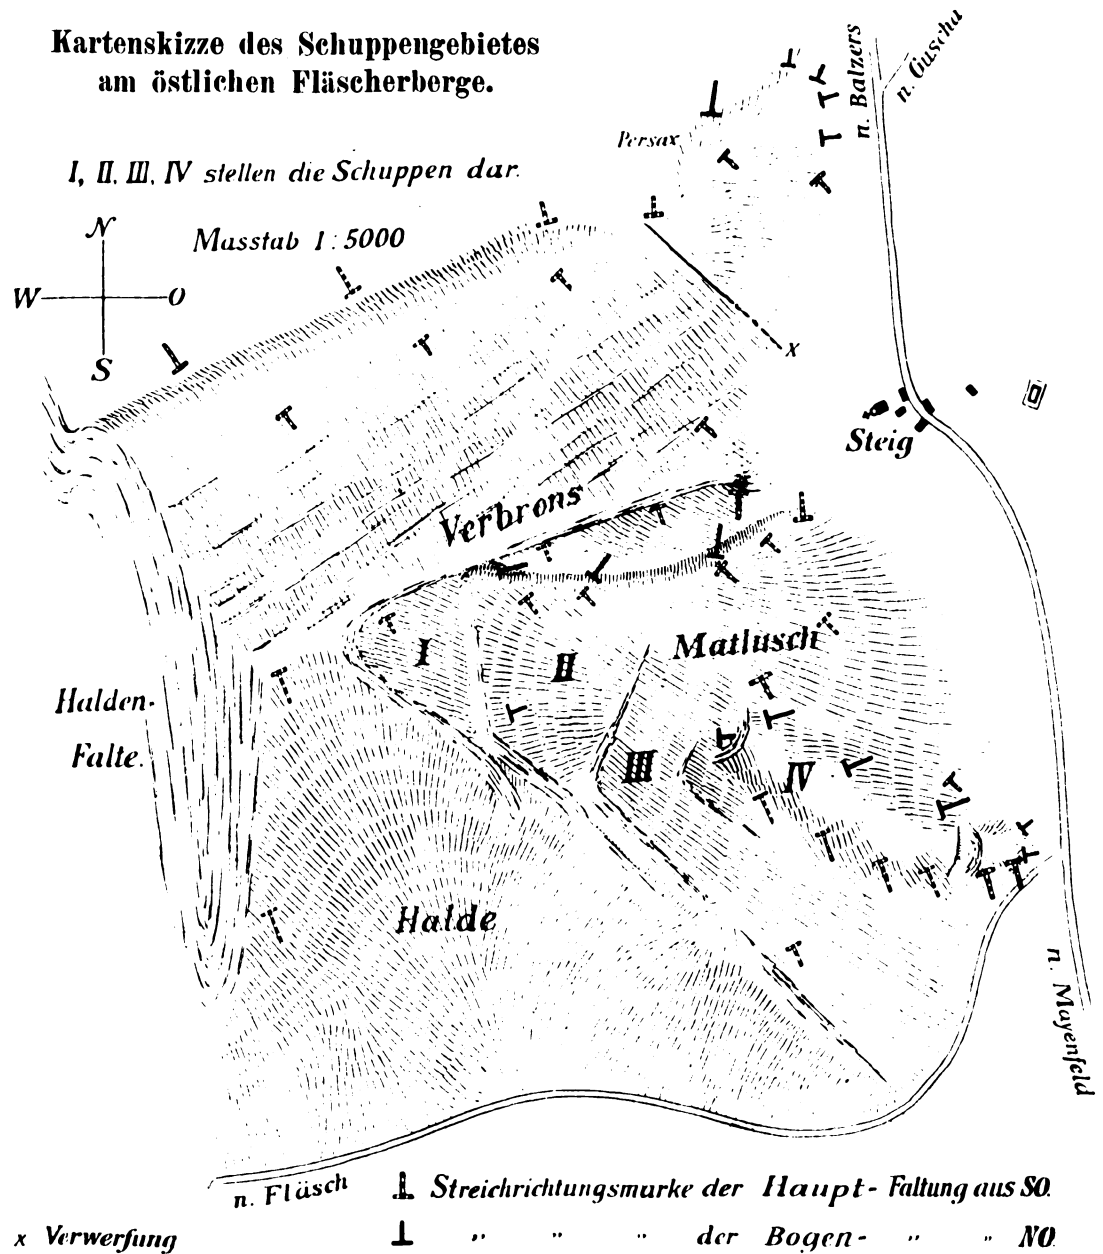 Kartenskizze des Schuppengebietes
am östlichen Fläscherberge.
I, II, III, IV stellen die Schuppen dar.
Masstab 1:5000
N
W O
S
n. Balzers
n. Guscha
Persax
x
Steig
Verbrons
Matlusch
I
II
III
IV
Halden-
Falte.
Halde
n. Mayenfeld
n. Fläsch
Streichrichtungsmarke der Haupt-Faltung aus SO.
x Verwerfung " " " der Bogen- " " NO.